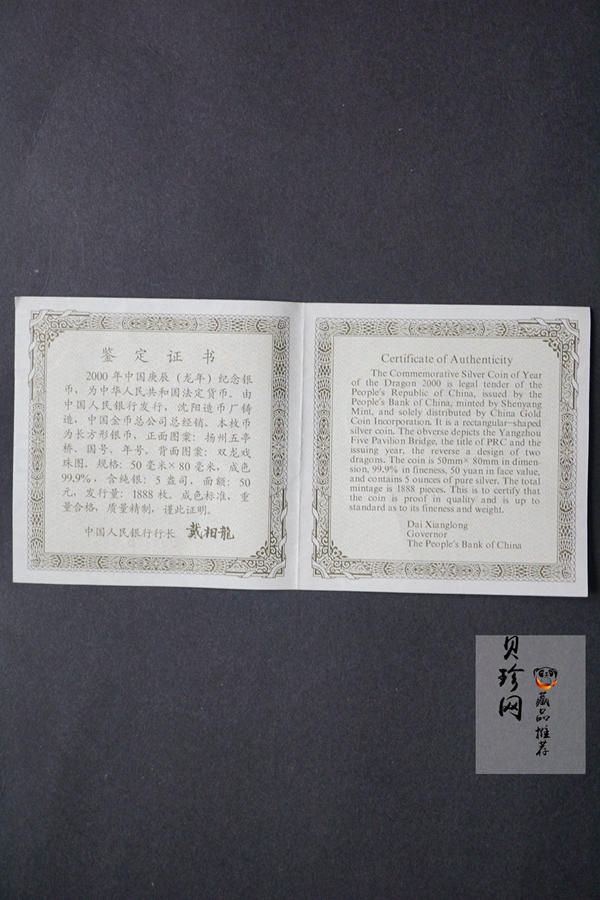 鉴定证书
2000年中国庚辰（龙年）纪念银
币，为中华人民共和国法定货币。由
中国人民银行发行，沈阳造币厂铸
造，中国金币总公司总经销。本枚币
为长方形银币，正面图案：扬州五亭
桥、国号、年号。背面图案：双龙戏
珠图。规格：50毫米×80毫米，成色
99.9%，含纯银：5盎司，面额：50
元，发行量：1888枚。成色标准，重
量合格，质量精制，谨此证明。
中国人民银行行长 戴相龍
Certificate of Authenticity
The Commemorative Silver Coin of Year
of the Dragon 2000 is legal tender of the
People's Republic of China, issued by the
People's Bank of China, minted by Shenyang
Mint, and solely distributed by China Gold
Coin Incorporation. It is a rectangular-shaped
silver coin. The obverse depicts the Yangzhou
Five Pavilion Bridge, the title of PRC and the
issuing year, the reverse a design of two
dragons. The coin is 50mm× 80mm in dimen-
sion, 99.9% in fineness, 50 yuan in face value,
and contains 5 ounces of pure silver. The total
mintage is 1888 pieces. This is to certify that
the coin is proof in quality and is up to
standard as to its fineness and weight.
Dai Xianglong
Governor
The People's Bank of China
贝珍网
藏品推荐